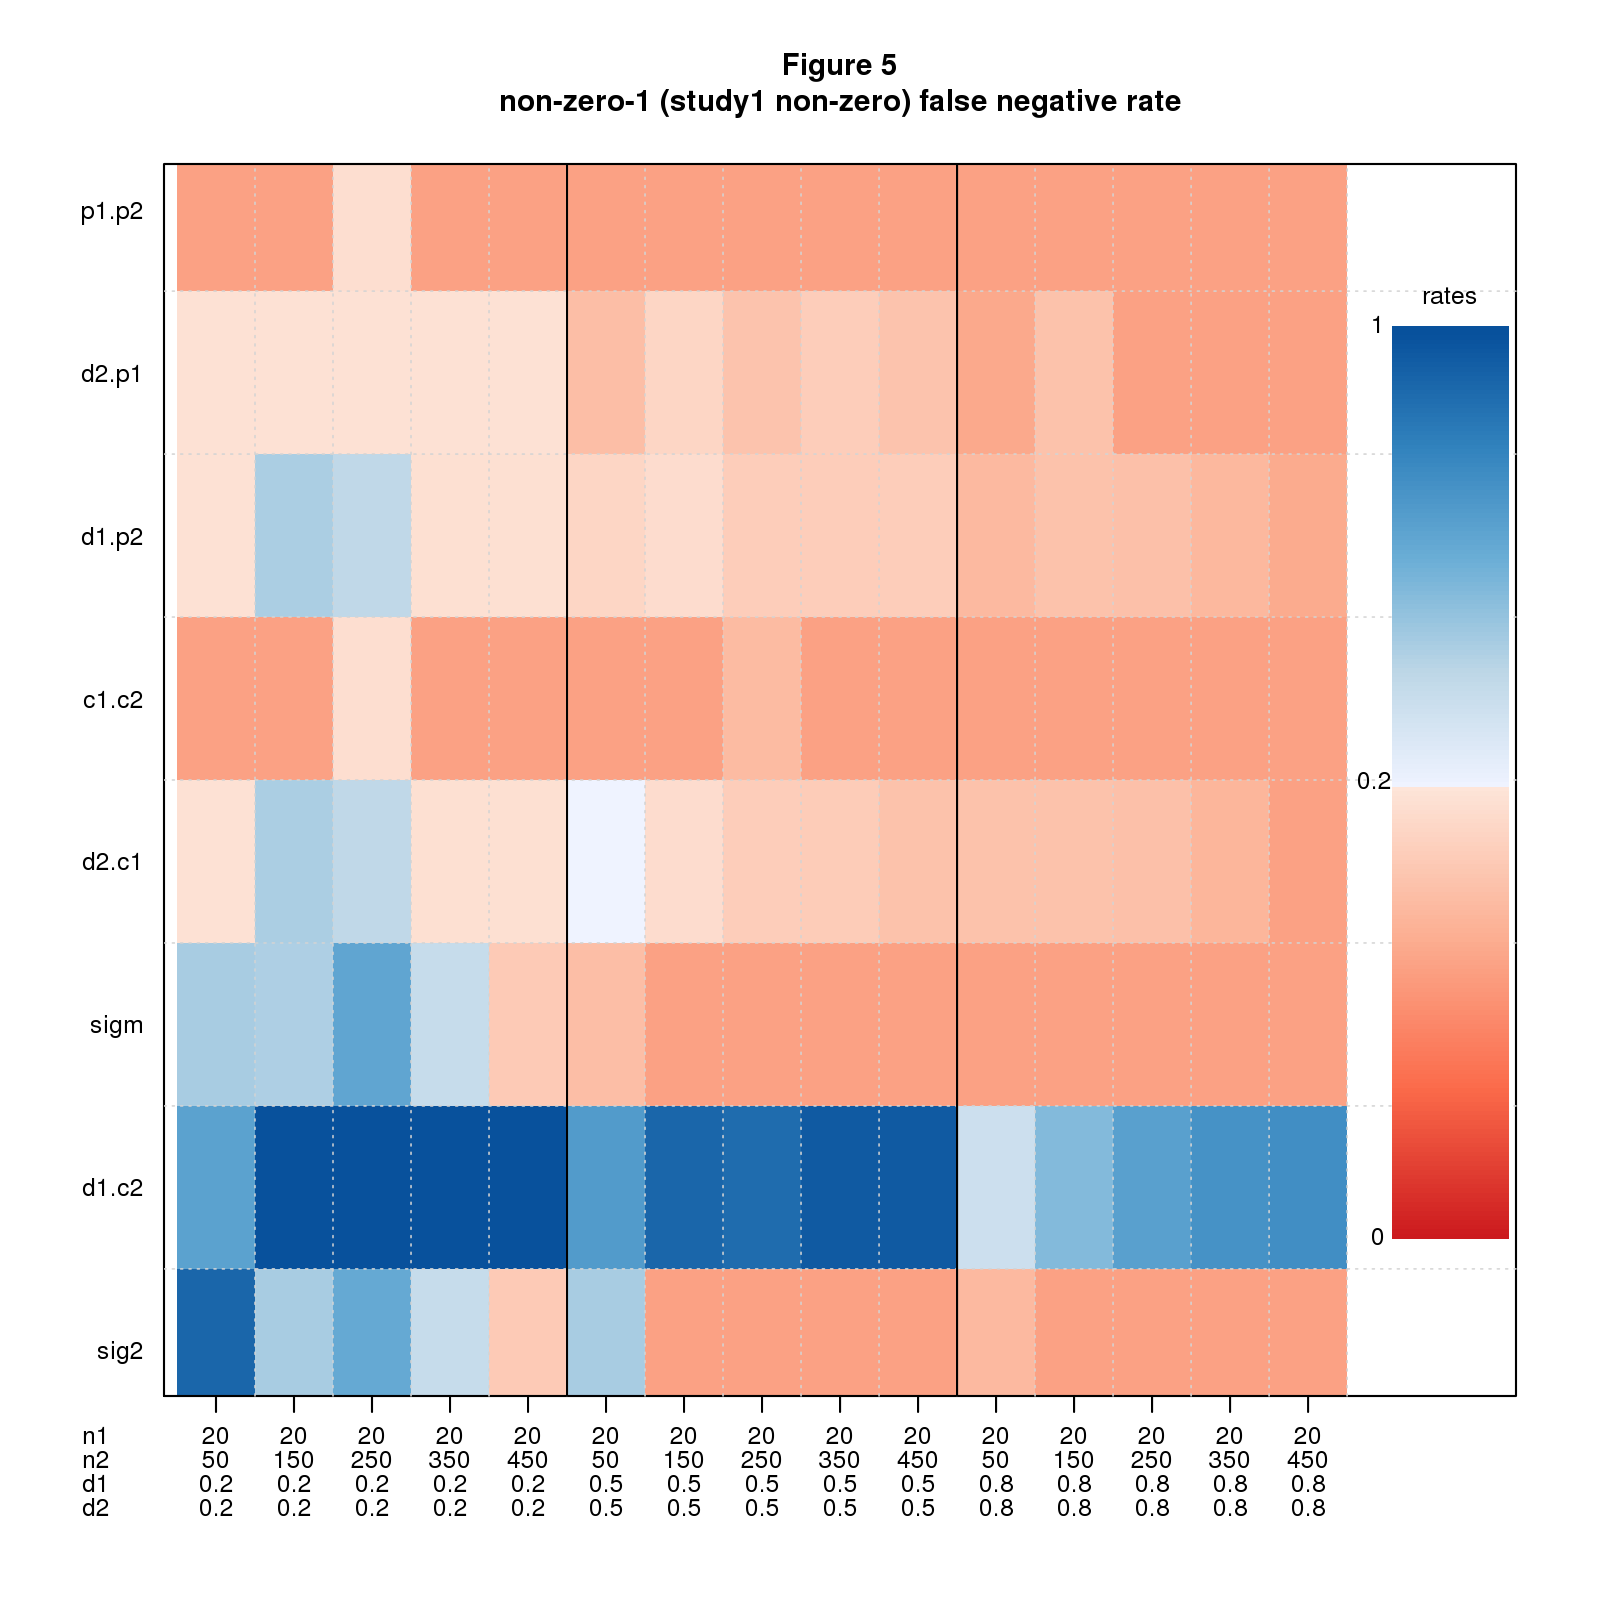 Figure 5
non-zero-1 (study1 non-zero) false negative rate
p1.p2
d2.p1
d1.p2
c1.c2
d2.c1
sigm
d1.c2
sig2
rates
1
0.2
0
n1 20 20 20 20 20 20 20 20 20 20 20 20 20 20 20
n2 50 150 250 350 450 50 150 250 350 450 50 150 250 350 450
d1 0.2 0.2 0.2 0.2 0.2 0.5 0.5 0.5 0.5 0.5 0.8 0.8 0.8 0.8 0.8
d2 0.2 0.2 0.2 0.2 0.2 0.5 0.5 0.5 0.5 0.5 0.8 0.8 0.8 0.8 0.8